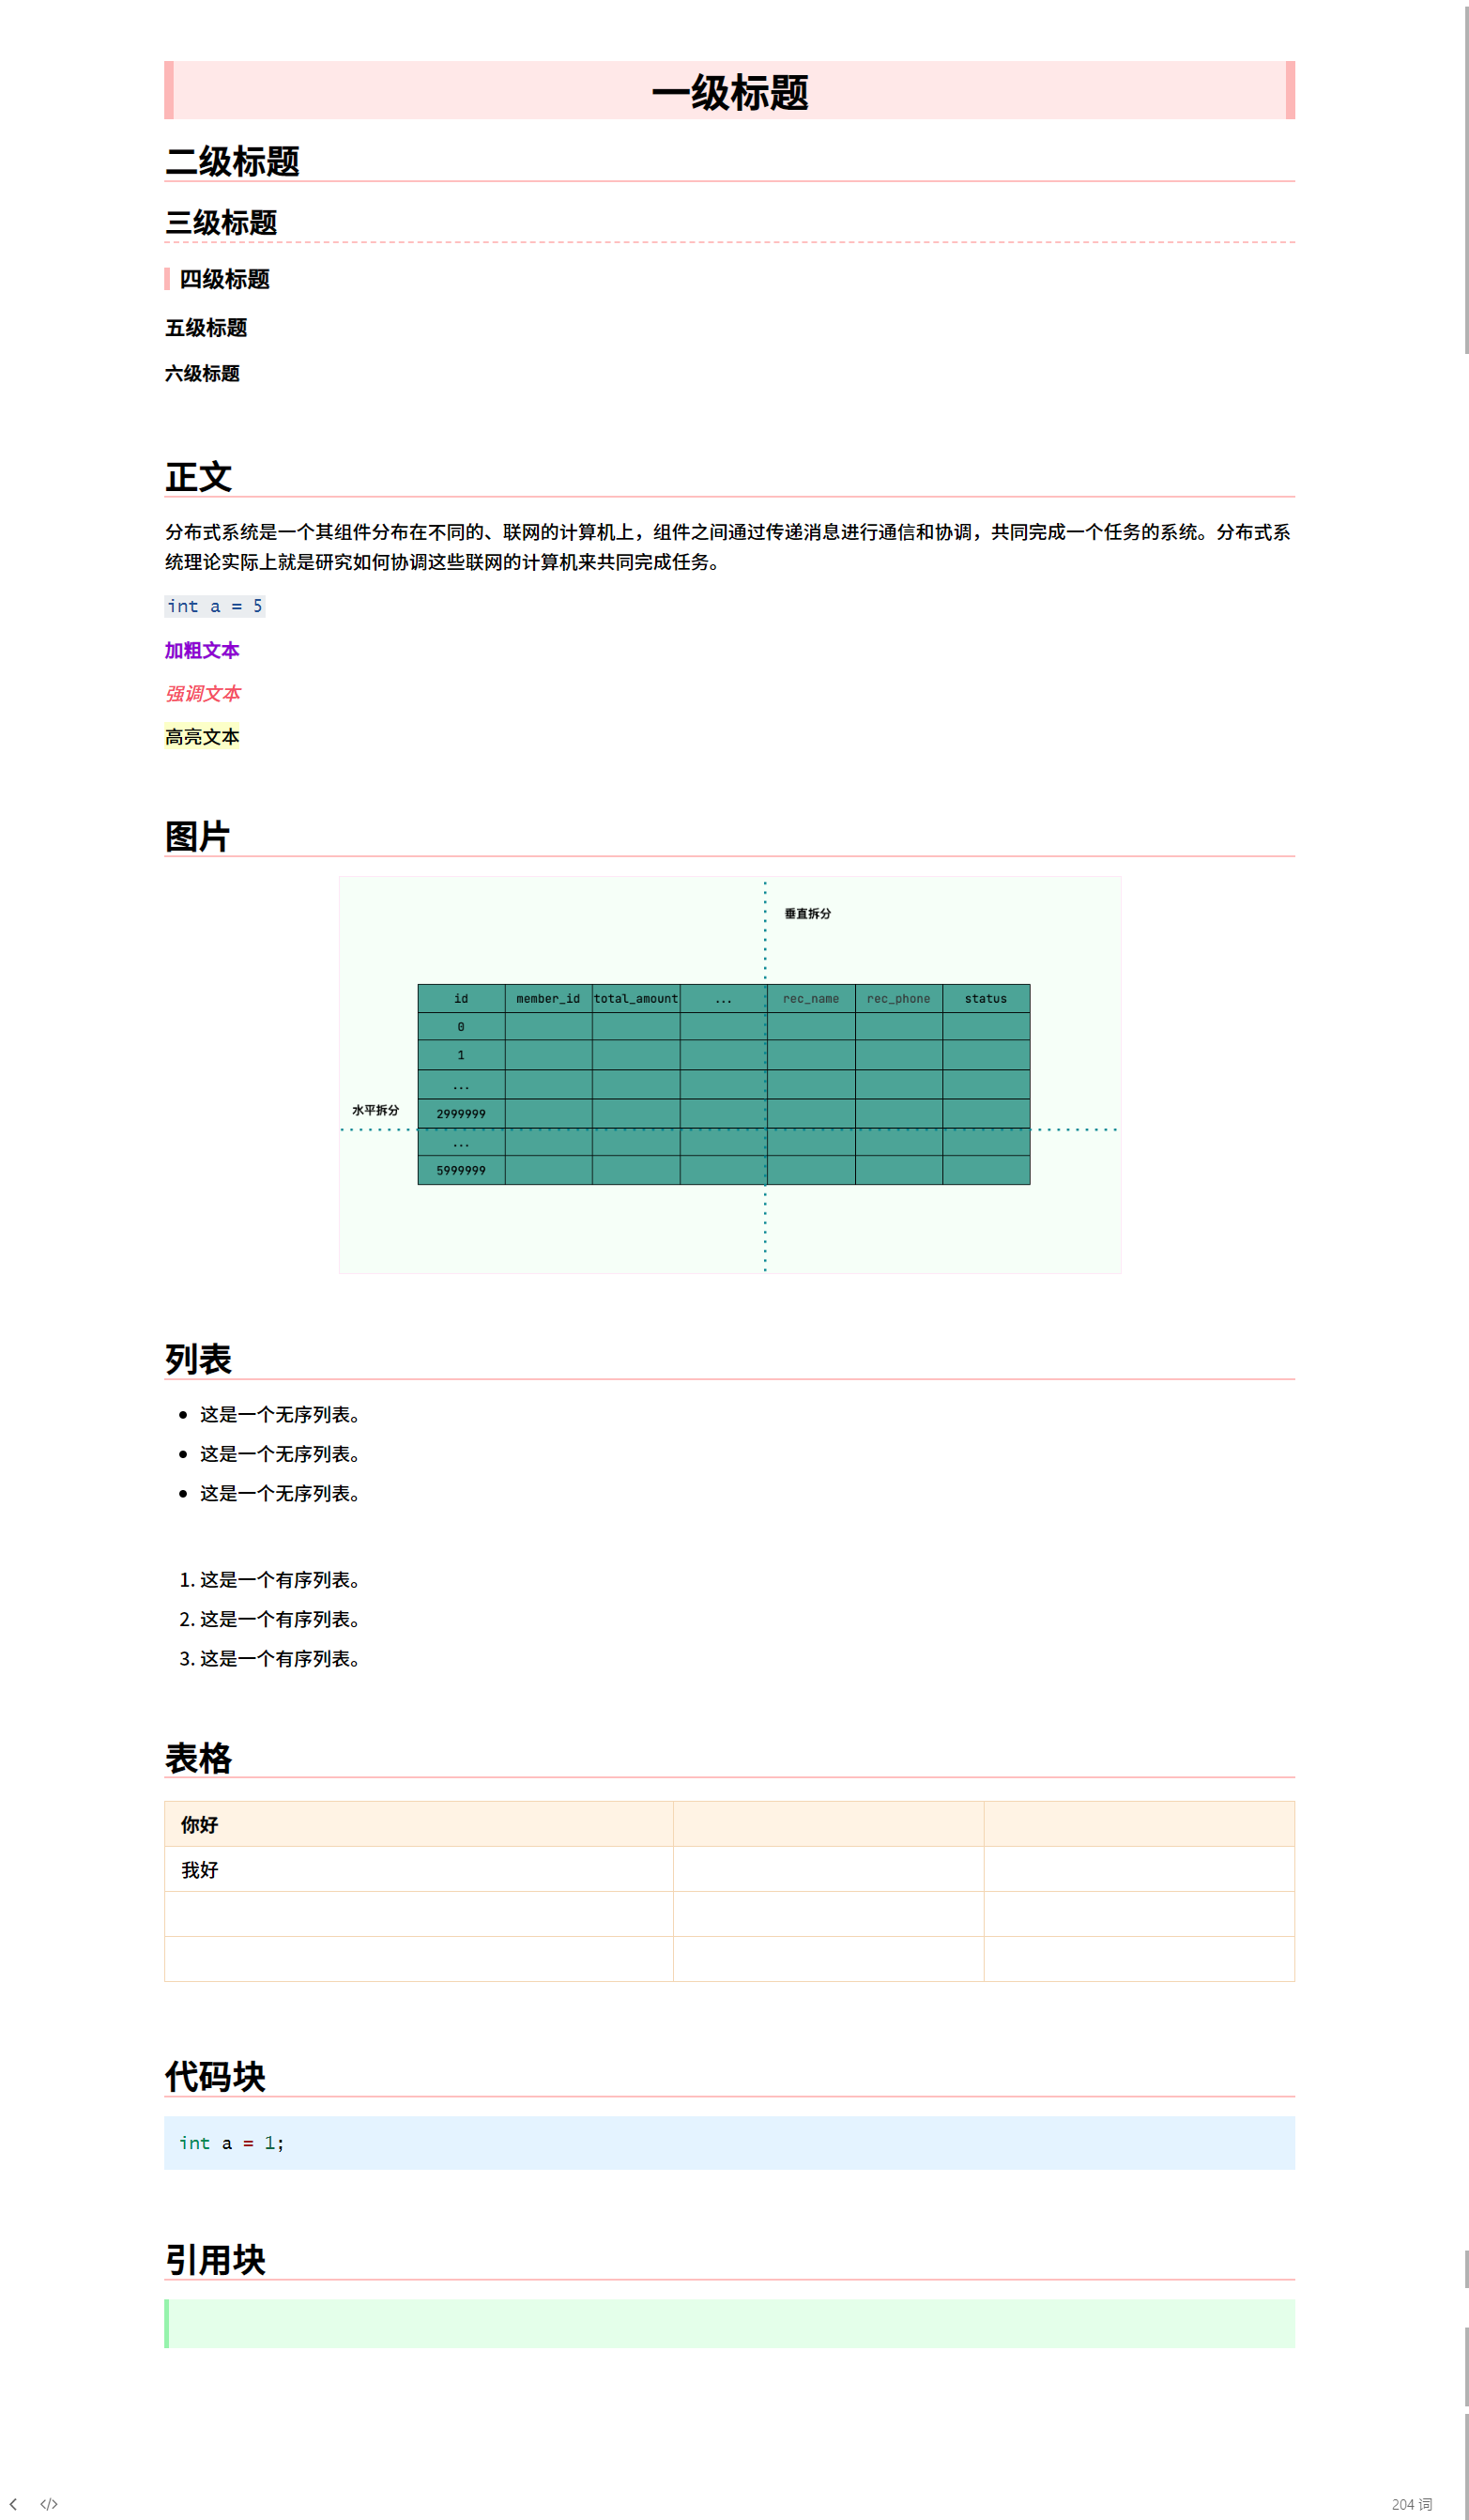 一级标题
二级标题
三级标题
四级标题
五级标题
六级标题
正文
分布式系统是一个其组件分布在不同的、联网的计算机上，组件之间通过传递消息进行通信和协调，共同完成一个任务的系统。分布式系
统理论实际上就是研究如何协调这些联网的计算机来共同完成任务。
int a = 5
加粗文本
强调文本
高亮文本
图片
垂直拆分
id member_id total_amount ... rec_name rec_phone status
0
1
...
水平拆分 2999999
...
5999999
列表
• 这是一个无序列表。
• 这是一个无序列表。
• 这是一个无序列表。
1. 这是一个有序列表。
2. 这是一个有序列表。
3. 这是一个有序列表。
表格
你好
我好
代码块
int a = 1;
引用块
</> 204 词